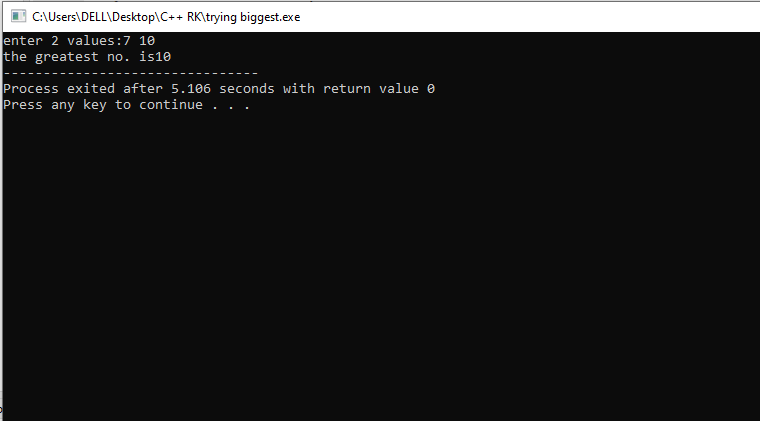 C:\Users\DELL\Desktop\C++ RK\trying biggest.exe
enter 2 values:7 10
the greatest no. is10
--------------------------------
Process exited after 5.106 seconds with return value 0
Press any key to continue . . .